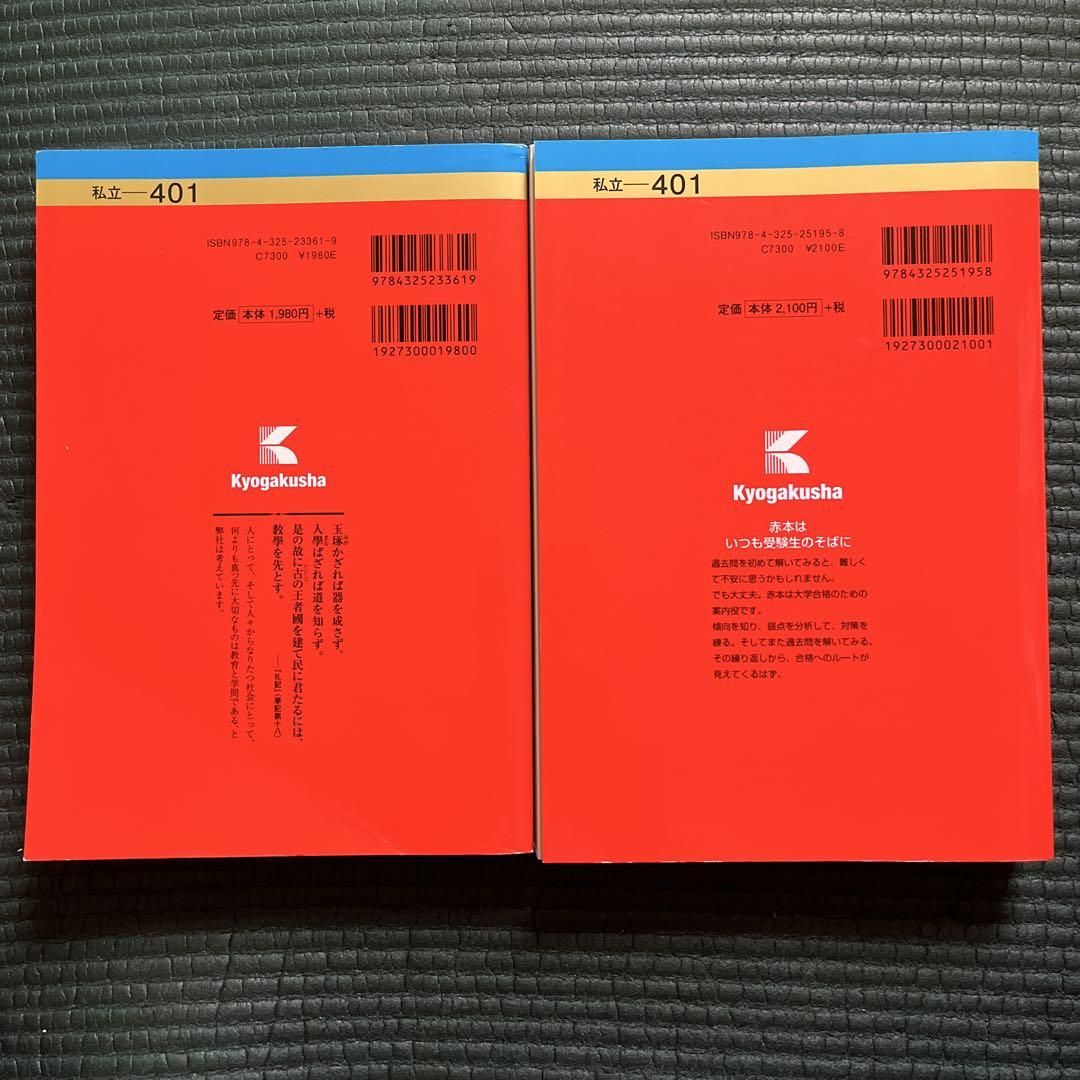 私立―401
ISBN978-4-325-23361-9
C7300 ¥1980E
9784325233619
定価 本体 1,980円 +税
1927300019800
Kyogakusha
玉琢かざれば器を成さず、
人學ばざれば道を知らず。
是の故に古の王者國を建て民に君たるには、
敎學を先とす。
――『礼記』(學記第十八)
人にとって、そして人々からなりたつ社会にとって、
何よりも真っ先に大切なものは教育と学問である、と
弊社は考えています。
私立―401
ISBN978-4-325-25195-8
C7300 ¥2100E
9784325251958
定価 本体 2,100円 +税
1927300021001
Kyogakusha
赤本は
いつも受験生のそばに
過去問を初めて解いてみると、難しく
て不安に思うかもしれません。
でも大丈夫。赤本は大学合格のための
案内役です。
傾向を知り、弱点を分析して、対策を
練る。そしてまた過去問を解いてみる。
その繰り返しから、合格へのルートが
見えてくるはず。